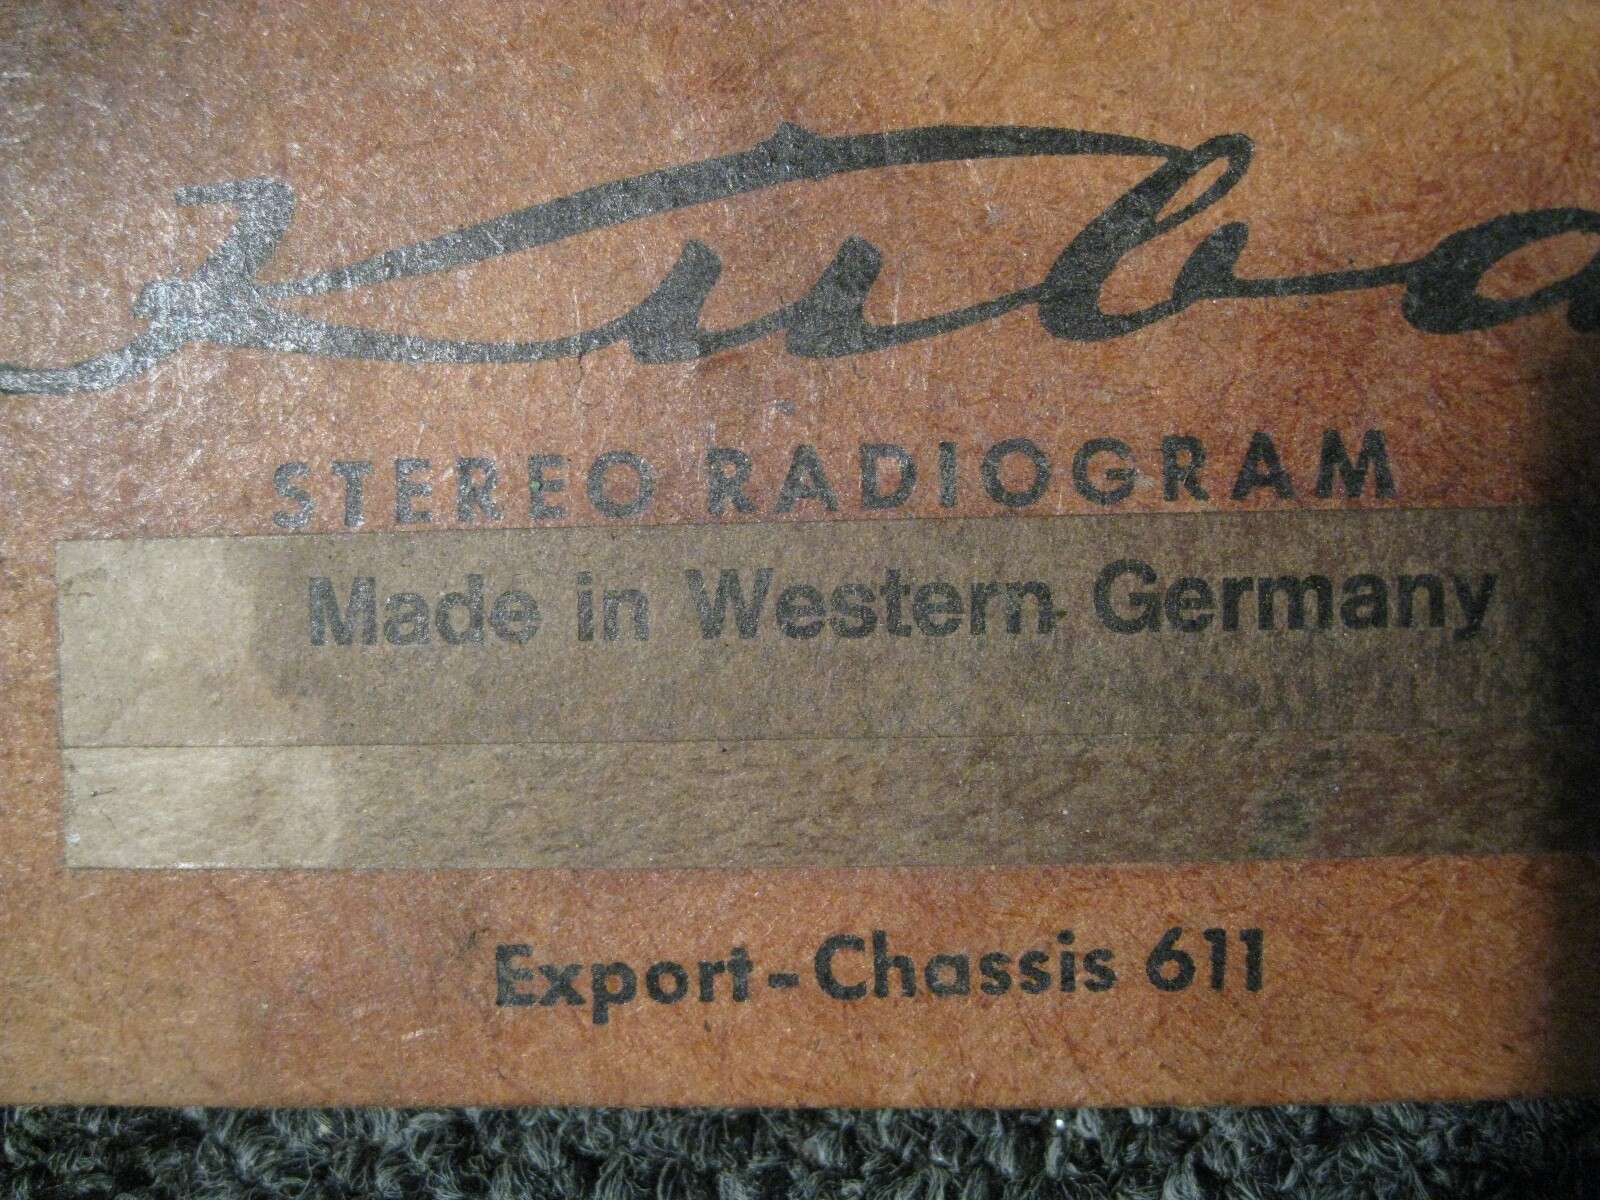 Kuba
STEREO RADIOGRAM
Made in Western Germany
Export-Chassis 611